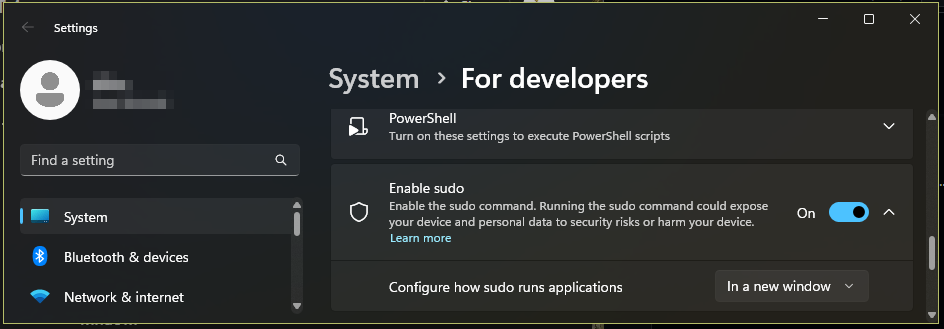 Settings
System > For developers
Find a setting
System
Bluetooth & devices
Network & internet
PowerShell
Turn on these settings to execute PowerShell scripts
Enable sudo
Enable the sudo command. Running the sudo command could expose
your device and personal data to security risks or harm your device.
Learn more
On
Configure how sudo runs applications
In a new window